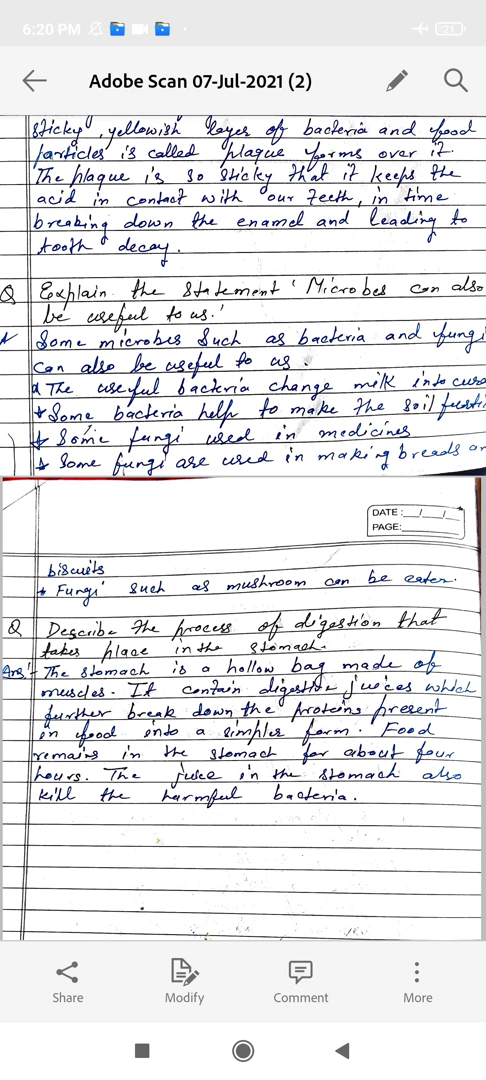 6:20 PM
21
Adobe Scan 07-Jul-2021 (2)
sticky, yellowish layer of bacteria and food
particles is called plaque forms over it.
The plaque is so sticky that it keeps the
acid in contact with our teeth, in time
breaking down the enamel and leading to
tooth decay.
Q Explain the statement 'Microbes can also
be useful to us.'
A Some microbes such as bacteria and fungi
can also be useful to us.
The useful bacteria change milk into curd
* Some bacteria help to make the soil ferti
* Some fungi used in medicines
* Some fungi are used in making breads an
DATE :__/__/__
PAGE:
biscuits
* Fungi such as mushroom can be eaten.
Q Describe the process of digestion that
takes place in the stomach.
Ans:- The stomach is a hollow bag made of
muscles. It contain digestive juices which
further break down the proteins present
in food into a simpler form. Food
remains in the stomach for about four
hours. The juice in the stomach also
kill the harmful bacteria.
Share
Modify
Comment
More